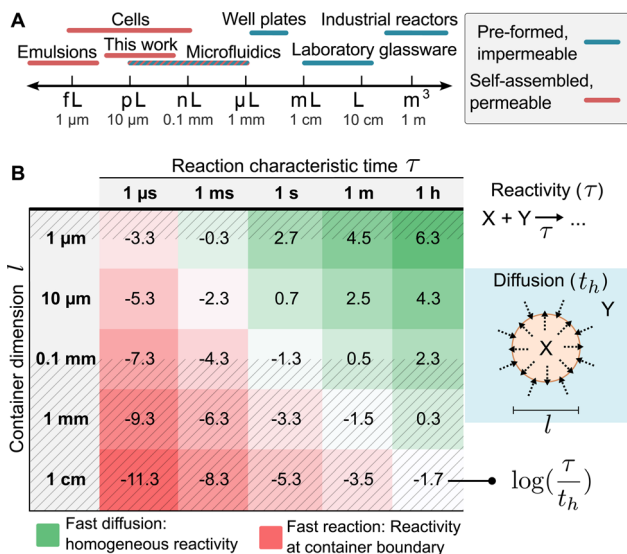 A
Cells
Well plates
Industrial reactors
Emulsions
This work
Microfluidics
Laboratory glassware
fL pL nL µL mL L m³
1 µm 10 µm 0.1 mm 1 mm 1 cm 10 cm 1 m
Pre-formed,
impermeable
Self-assembled,
permeable
B
Reaction characteristic time τ
1 µs 1 ms 1 s 1 m 1 h
Container dimension l
1 µm -3.3 -0.3 2.7 4.5 6.3
10 µm -5.3 -2.3 0.7 2.5 4.3
0.1 mm -7.3 -4.3 -1.3 0.5 2.3
1 mm -9.3 -6.3 -3.3 -1.5 0.3
1 cm -11.3 -8.3 -5.3 -3.5 -1.7
Reactivity (τ)
X + Y → ...
τ
Diffusion (t_h)
Y
X
l
log(τ/t_h)
Fast diffusion:
homogeneous reactivity
Fast reaction: Reactivity
at container boundary